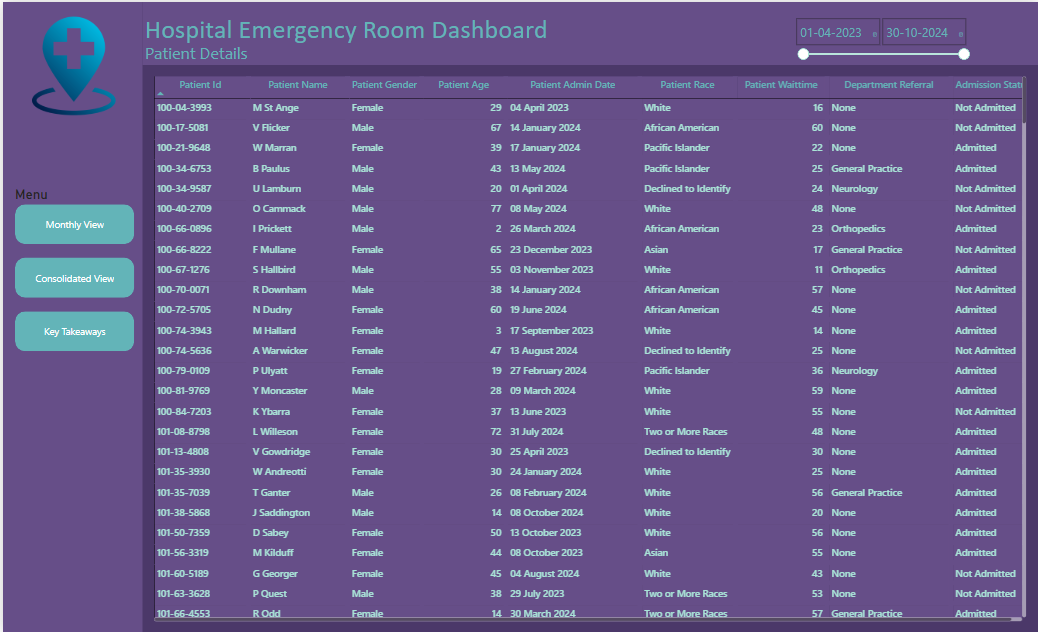 Hospital Emergency Room Dashboard
Patient Details
01-04-2023 30-10-2024
Menu
Monthly View
Consolidated View
Key Takeaways
Patient Id Patient Name Patient Gender Patient Age Patient Admin Date Patient Race Patient Waittime Department Referral Admission Stat
100-04-3993 M St Ange Female 29 04 April 2023 White 16 None Not Admitted
100-17-5081 V Flicker Male 67 14 January 2024 African American 60 None Not Admitted
100-21-9648 W Marran Female 39 17 January 2024 Pacific Islander 22 None Admitted
100-34-6753 B Paulus Male 43 13 May 2024 Pacific Islander 25 General Practice Admitted
100-34-9587 U Lamburn Male 20 01 April 2024 Declined to Identify 24 Neurology Not Admitted
100-40-2709 O Cammack Male 77 08 May 2024 White 48 None Not Admitted
100-66-0896 I Prickett Male 2 26 March 2024 African American 23 Orthopedics Admitted
100-66-8222 F Mullane Female 65 23 December 2023 Asian 17 General Practice Not Admitted
100-67-1276 S Hallbird Male 55 03 November 2023 White 11 Orthopedics Admitted
100-70-0071 R Downham Male 38 14 January 2024 African American 57 None Not Admitted
100-72-5705 N Dudny Female 60 19 June 2024 African American 45 None Admitted
100-74-3943 M Hallard Female 3 17 September 2023 White 14 None Admitted
100-74-5636 A Warwicker Female 47 13 August 2024 Declined to Identify 25 None Not Admitted
100-79-0109 P Ulyatt Female 19 27 February 2024 Pacific Islander 36 Neurology Admitted
100-81-9769 Y Moncaster Male 28 09 March 2024 White 59 None Admitted
100-84-7203 K Ybarra Female 37 13 June 2023 White 55 None Not Admitted
101-08-8798 L Willeson Female 72 31 July 2024 Two or More Races 48 None Admitted
101-13-4808 V Gowdridge Female 30 25 April 2023 Declined to Identify 30 None Admitted
101-35-3930 W Andreotti Female 30 24 January 2024 White 25 None Admitted
101-35-7039 T Ganter Male 26 08 February 2024 White 56 General Practice Admitted
101-38-5868 J Saddington Male 14 08 October 2024 White 20 None Admitted
101-50-7359 D Sabey Female 50 13 October 2023 White 56 None Admitted
101-56-3319 M Kilduff Female 44 08 October 2023 Asian 55 None Admitted
101-60-5189 G Georger Female 45 04 August 2024 White 43 None Not Admitted
101-63-3628 P Quest Male 38 29 July 2023 Two or More Races 53 None Not Admitted
101-66-4553 R Odd Female 14 30 March 2024 Two or More Races 57 General Practice Admitted